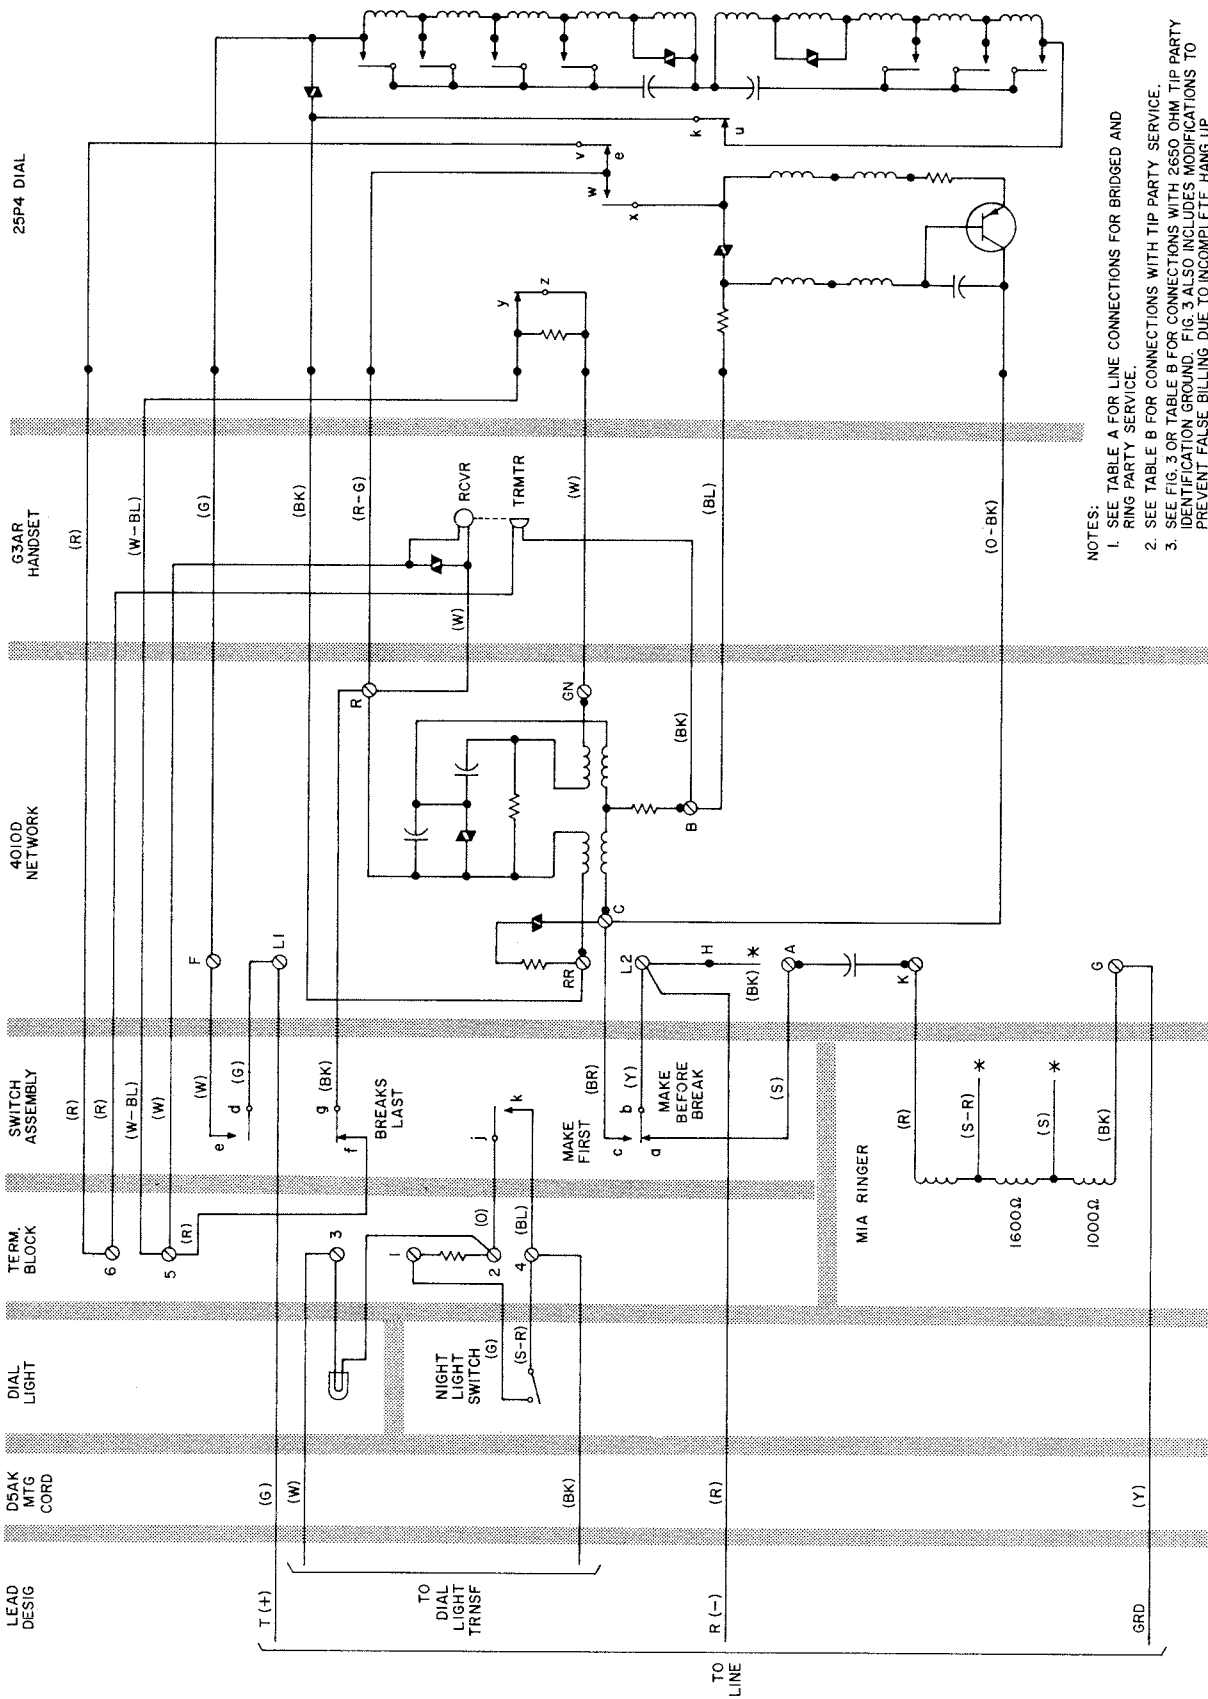 LEAD
DESIG
D5AK
MTG
CORD
DIAL
LIGHT
TERM.
BLOCK
SWITCH
ASSEMBLY
4010D
NETWORK
G3AR
HANDSET
25P4 DIAL
(R)
(R)
(R)
6
(R)
(W-BL)
(W-BL)
5
(W)
(R)
(W)
F
(G)
e
d
(G)
T (+)
(G)
L1
(W)
3
f
g
(BK)
BREAKS
LAST
(BK)
R
(R-G)
RCVR
(W)
TRMTR
TO
DIAL
LIGHT
TRNSF
NIGHT
LIGHT
SWITCH
1
2
(O)
j
k
(G)
(S-R)
4
(BL)
(BK)
RR
GN
(W)
MAKE
FIRST
c
(BR)
C
b
(Y)
L2
a
MAKE
BEFORE
BREAK
H
(BK)
*
B
(BK)
(BL)
R (-)
(R)
(S)
A
K
(R)
(O-BK)
M1A RINGER
1600Ω
(S-R)
*
(S)
*
1000Ω
(BK)
G
GRD
(Y)
TO
LINE
v
e
w
x
y
z
k
u
NOTES:
1. SEE TABLE A FOR LINE CONNECTIONS FOR BRIDGED AND
RING PARTY SERVICE.
2. SEE TABLE B FOR CONNECTIONS WITH TIP PARTY SERVICE.
3. SEE FIG. 3 OR TABLE B FOR CONNECTIONS WITH 2650 OHM TIP PARTY
IDENTIFICATION GROUND. FIG. 3 ALSO INCLUDES MODIFICATIONS TO
PREVENT FALSE BILLING DUE TO INCOMPLETE HANG UP